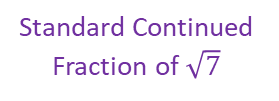 Standard Continued
Fraction of √7